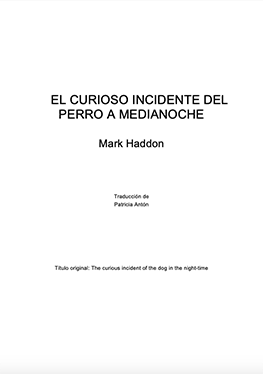 EL CURIOSO INCIDENTE DEL
PERRO A MEDIANOCHE
Mark Haddon
Traducción de
Patricia Antón
Título original: The curious incident of the dog in the night-time